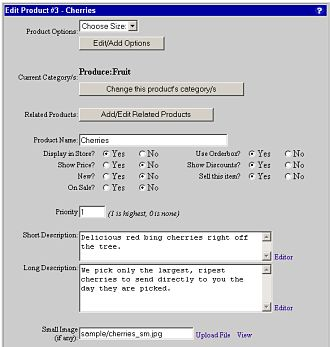 Edit Product #3 - Cherries ?
Product Options: Choose Size:
Edit/Add Options
Current Category/s: Produce:Fruit
Change this product's category/s
Related Products: Add/Edit Related Products
Product Name: Cherries
Display in Store? Yes No Use Orderbox? Yes No
Show Price? Yes No Show Discounts? Yes No
New? Yes No Sell this item? Yes No
On Sale? Yes No
Priority 1 (1 is highest, 0 is none)
Short Description: Delicious red bing cherries right off
the tree.
Editor
Long Description: We pick only the largest, ripest
cherries to send directly to you the
day they are picked.
Editor
Small Image
(if any): sample/cherries_sm.jpg Upload File View